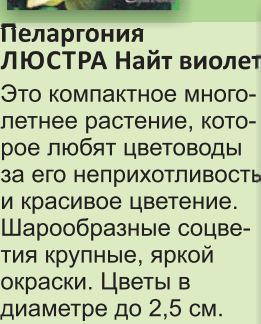 Пеларгония
ЛЮСТРА Найт виолет
Это компактное много-
летнее растение, кото-
рое любят цветоводы
за его неприхотливость
и красивое цветение.
Шарообразные соцве-
тия крупные, яркой
окраски. Цветы в
диаметре до 2,5 см.